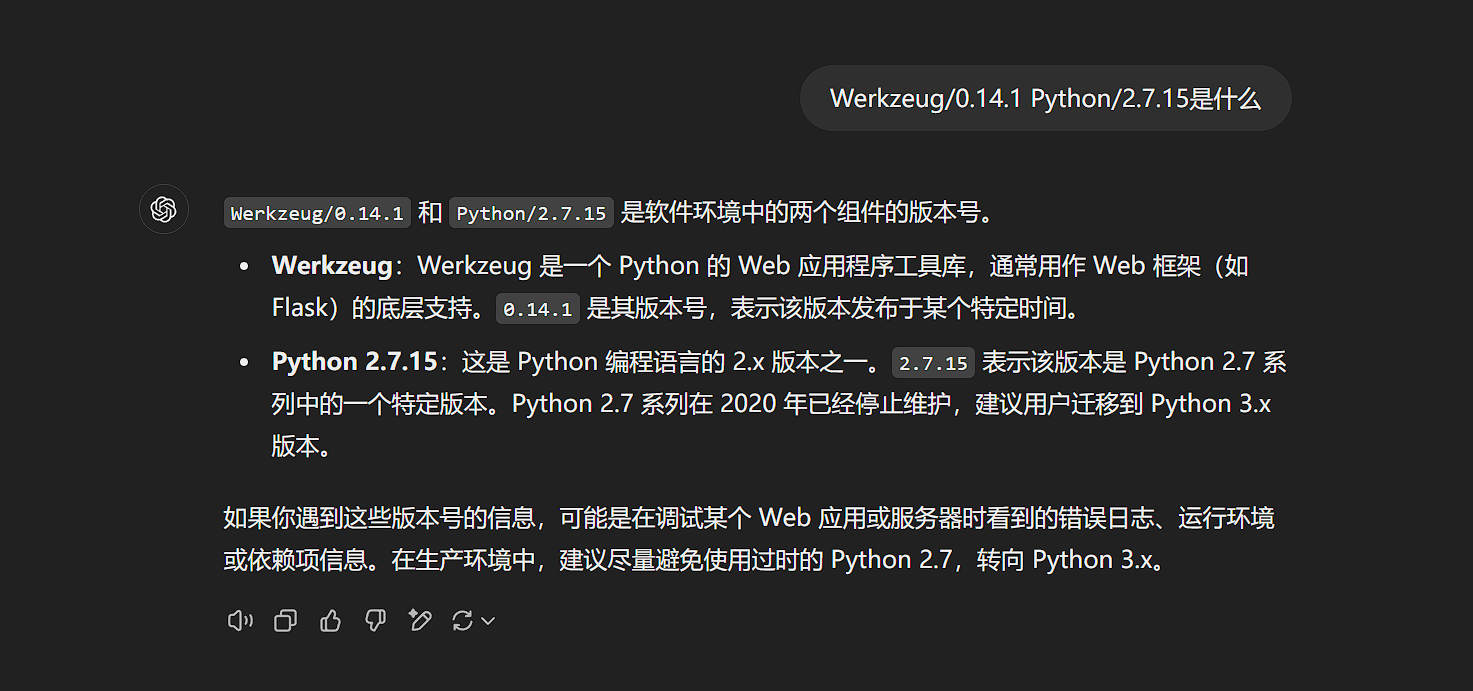 Werkzeug/0.14.1 Python/2.7.15是什么
Werkzeug/0.14.1 和 Python/2.7.15 是软件环境中的两个组件的版本号。
Werkzeug：Werkzeug 是一个 Python 的 Web 应用程序工具库，通常用作 Web 框架（如
Flask）的底层支持。0.14.1 是其版本号，表示该版本发布于某个特定时间。
Python 2.7.15：这是 Python 编程语言的 2.x 版本之一。2.7.15 表示该版本是 Python 2.7 系
列中的一个特定版本。Python 2.7 系列在 2020 年已经停止维护，建议用户迁移到 Python 3.x
版本。
如果你遇到这些版本号的信息，可能是在调试某个 Web 应用或服务器时看到的错误日志、运行环境
或依赖项信息。在生产环境中，建议尽量避免使用过时的 Python 2.7，转向 Python 3.x。